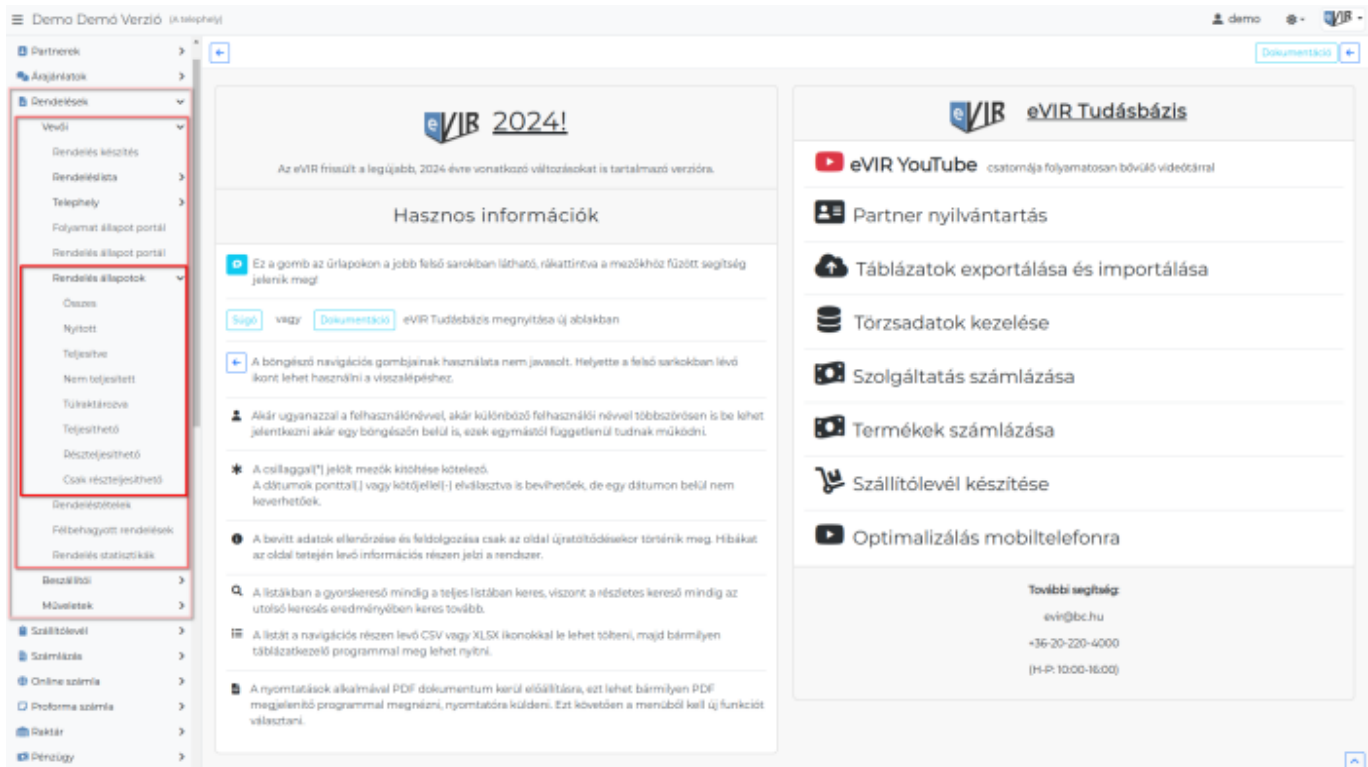 Demo Demó Verzió (A telephely)
demo
eVIR
Partnerek
Árajánlatok
Rendelések
Vevői
Rendelés készítés
Rendeléslista
Telephely
Folyamat állapot portál
Rendelés állapot portál
Rendelés állapotok
Összes
Nyitott
Teljesítve
Nem teljesített
Túlraktározva
Teljesíthető
Részteljesíthető
Csak részteljesíthető
Rendeléstételek
Félbehagyott rendelések
Rendelés statisztikák
Beszállítói
Műveletek
Szállítólevél
Számlázás
Online számla
Proforma számla
Raktár
Pénzügy
Dokumentáció
eVIR 2024!
Az eVIR frissült a legújabb, 2024 évre vonatkozó változásokat is tartalmazó verzióra.
Hasznos információk
Ez a gomb az űrlapokon a jobb felső sarokban látható, rákattintva a mezőkhöz fűzött segítség
jelenik meg!
Súgó vagy Dokumentáció eVIR Tudásbázis megnyitása új ablakban
A böngésző navigációs gombjainak használata nem javasolt. Helyette a felső sarkokban lévő
ikont lehet használni a visszalépéshez.
Akár ugyanazzal a felhasználónévvel, akár különböző felhasználói névvel többszörösen is be lehet
jelentkezni akár egy böngészőn belül is, ezek egymástól függetlenül tudnak működni.
A csillaggal(*) jelölt mezők kitöltése kötelező.
A dátumok ponttal(.) vagy kötőjellel(-) elválasztva is bevihetőek, de egy dátumon belül nem
keverhetőek.
A bevitt adatok ellenőrzése és feldolgozása csak az oldal újratöltődésekor történik meg. Hibákat
az oldal tetején levő információs részen jelzi a rendszer.
A listákban a gyorskereső mindig a teljes listában keres, viszont a részletes kereső mindig az
utolsó keresés eredményében keres tovább.
A listát a navigációs részen levő CSV vagy XLSX ikonokkal le lehet tölteni, majd bármilyen
táblázatkezelő programmal meg lehet nyitni.
A nyomtatások alkalmával PDF dokumentum kerül előállításra, ezt lehet bármilyen PDF
megjelenítő programmal megnézni, nyomtatóra küldeni. Ezt követően a menüből kell új funkciót
választani.
eVIR eVIR Tudásbázis
eVIR YouTube csatornája folyamatosan bővülő videótárral
Partner nyilvántartás
Táblázatok exportálása és importálása
Törzsadatok kezelése
Szolgáltatás számlázása
Termékek számlázása
Szállítólevél készítése
Optimalizálás mobiltelefonra
További segítség:
evir@bc.hu
+36-20-220-4000
(H-P: 10:00-16:00)